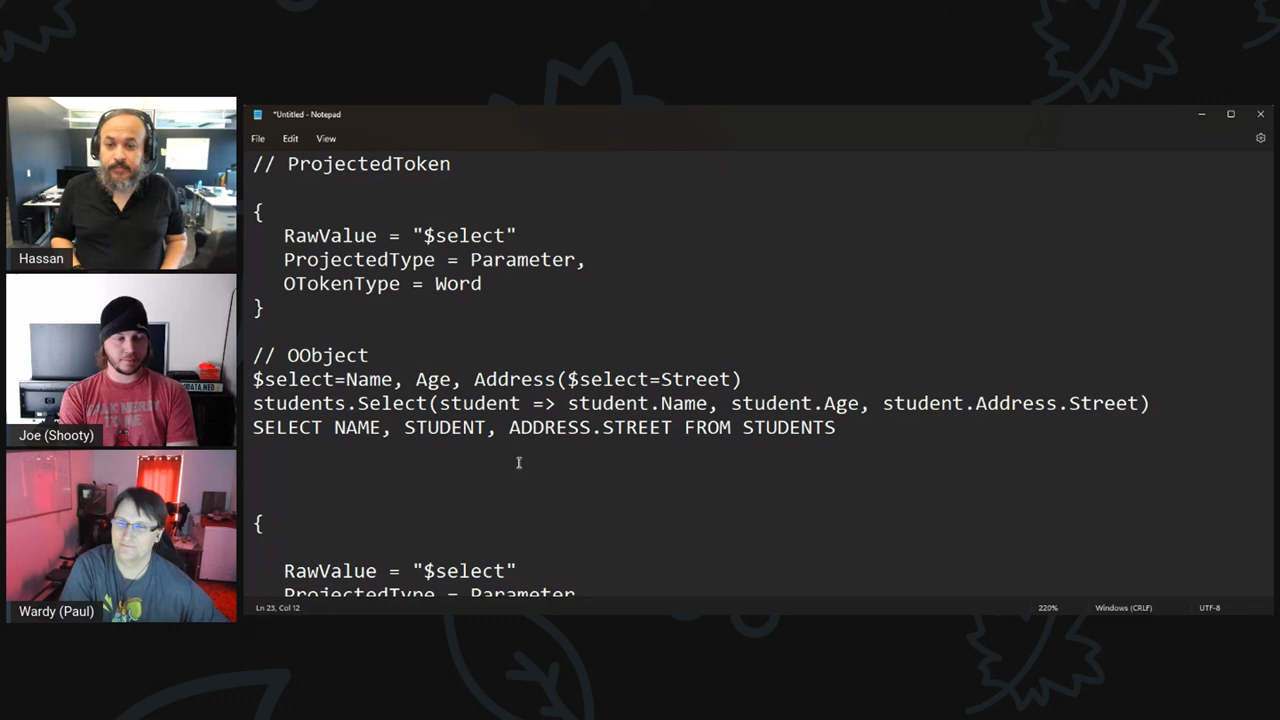 Hassan
Joe (Shooty)
Wardy (Paul)
*Untitled - Notepad
File Edit View
// ProjectedToken
{
RawValue = "$select"
ProjectedType = Parameter,
OTokenType = Word
}
// OObject
$select=Name, Age, Address($select=Street)
students.Select(student => student.Name, student.Age, student.Address.Street)
SELECT NAME, STUDENT, ADDRESS.STREET FROM STUDENTS
{
RawValue = "$select"
ProjectedType = Parameter
Ln 23, Col 12 220% Windows (CRLF) UTF-8